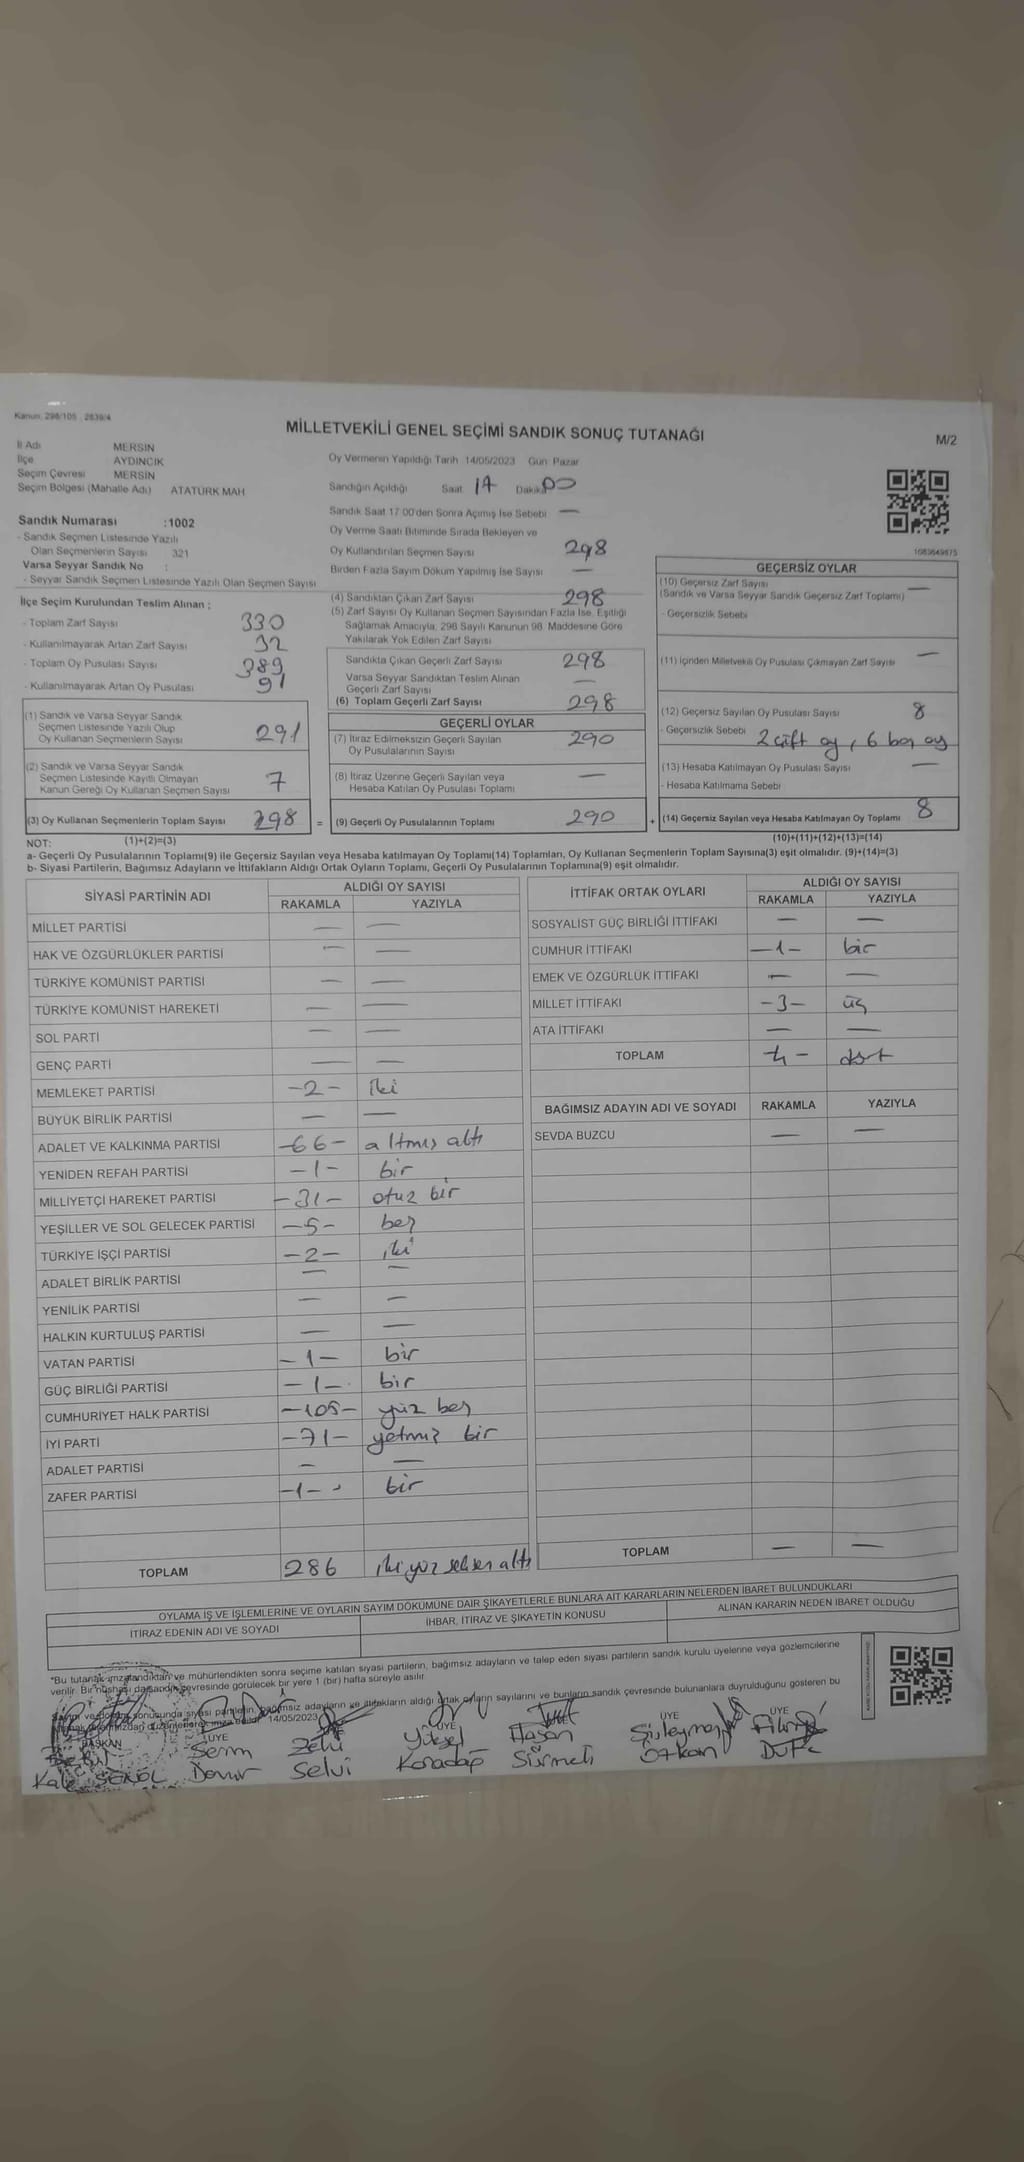 Kanun, 298/105 , 2839/4
MİLLETVEKİLİ GENEL SEÇİMİ SANDIK SONUÇ TUTANAĞI
M/2
İl Adı MERSİN
İlçe AYDINCIK
Seçim Çevresi MERSİN
Seçim Bölgesi (Mahalle Adı) ATATÜRK MAH
Oy Vermenin Yapıldığı Tarih 14/05/2023 Gün: Pazar
Sandığın Açıldığı Saat 17 Dakika 00
Sandık Saat 17:00'den Sonra Açımış İse Sebebi —
Sandık Numarası :1002
- Sandık Seçmen Listesinde Yazılı
Olan Seçmenlerin Sayısı 321
Varsa Seyyar Sandık No :
- Seyyar Sandık Seçmen Listesinde Yazılı Olan Seçmen Sayısı
Oy Verme Saati Bitiminde Sırada Bekleyen ve
Oy Kullandırılan Seçmen Sayısı 298
Birden Fazla Sayım Döküm Yapılmış İse Sayısı —
İlçe Seçim Kurulundan Teslim Alınan :
- Toplam Zarf Sayısı 330
- Kullanılmayarak Artan Zarf Sayısı 32
- Toplam Oy Pusulası Sayısı 389
- Kullanılmayarak Artan Oy Pusulası 91
(4) Sandıktan Çıkan Zarf Sayısı 298
(5) Zarf Sayısı Oy Kullanan Seçmen Sayısından Fazla İse, Eşitliği
Sağlamak Amacıyla, 298 Sayılı Kanunun 98. Maddesine Göre
Yakılarak Yok Edilen Zarf Sayısı
Sandıkta Çıkan Geçerli Zarf Sayısı 298
Varsa Seyyar Sandıktan Teslim Alınan
Geçerli Zarf Sayısı —
(6) Toplam Geçerli Zarf Sayısı 298
1083649875
GEÇERSİZ OYLAR
(10) Geçersiz Zarf Sayısı —
(Sandık ve Varsa Seyyar Sandık Geçersiz Zarf Toplamı)
- Geçersizlik Sebebi
(11) İçinden Milletvekili Oy Pusulası Çıkmayan Zarf Sayısı —
(12) Geçersiz Sayılan Oy Pusulası Sayısı 8
- Geçersizlik Sebebi 2 çift oy, 6 boş oy
(13) Hesaba Katılmayan Oy Pusulası Sayısı —
- Hesaba Katılmama Sebebi
(14) Geçersiz Sayılan veya Hesaba Katılmayan Oy Toplamı 8
(10)+(11)+(12)+(13)=(14)
(1) Sandık ve Varsa Seyyar Sandık
Seçmen Listesinde Yazılı Olup
Oy Kullanan Seçmenlerin Sayısı 291
(2) Sandık ve Varsa Seyyar Sandık
Seçmen Listesinde Kayıtlı Olmayan
Kanun Gereği Oy Kullanan Seçmen Sayısı 7
(3) Oy Kullanan Seçmenlerin Toplam Sayısı 298 =
GEÇERLİ OYLAR
(7) İtiraz Edilmeksizin Geçerli Sayılan
Oy Pusulalarının Sayısı 290
(8) İtiraz Üzerine Geçerli Sayılan veya
Hesaba Katılan Oy Pusulası Toplamı —
(9) Geçerli Oy Pusulalarının Toplamı 290 +
NOT: (1)+(2)=(3)
a- Geçerli Oy Pusulalarının Toplamı(9) ile Geçersiz Sayılan veya Hesaba katılmayan Oy Toplamı(14) Toplamları, Oy Kullanan Seçmenlerin Toplam Sayısına(3) eşit olmalıdır. (9)+(14)=(3)
b- Siyasi Partilerin, Bağımsız Adayların ve İttifakların Aldığı Ortak Oyların Toplamı, Geçerli Oy Pusulalarının Toplamına(9) eşit olmalıdır.
SİYASİ PARTİNİN ADI ALDIĞI OY SAYISI
RAKAMLA YAZIYLA
MİLLET PARTİSİ — —
HAK VE ÖZGÜRLÜKLER PARTİSİ — —
TÜRKİYE KOMÜNİST PARTİSİ — —
TÜRKİYE KOMÜNİST HAREKETİ — —
SOL PARTİ — —
GENÇ PARTİ — —
MEMLEKET PARTİSİ -2- iki
BÜYÜK BİRLİK PARTİSİ — —
ADALET VE KALKINMA PARTİSİ -66- altmış altı
YENİDEN REFAH PARTİSİ -1- bir
MİLLİYETÇİ HAREKET PARTİSİ -31- otuz bir
YEŞİLLER VE SOL GELECEK PARTİSİ -5- beş
TÜRKİYE İŞÇİ PARTİSİ -2- iki
ADALET BİRLİK PARTİSİ — —
YENİLİK PARTİSİ — —
HALKIN KURTULUŞ PARTİSİ — —
VATAN PARTİSİ -1- bir
GÜÇ BİRLİĞİ PARTİSİ -1- bir
CUMHURİYET HALK PARTİSİ -105- yüz beş
İYİ PARTİ -71- yetmiş bir
ADALET PARTİSİ — —
ZAFER PARTİSİ -1- bir
TOPLAM 286 iki yüz seksen altı
İTTİFAK ORTAK OYLARI ALDIĞI OY SAYISI
RAKAMLA YAZIYLA
SOSYALİST GÜÇ BİRLİĞİ İTTİFAKI — —
CUMHUR İTTİFAKI -1- bir
EMEK VE ÖZGÜRLÜK İTTİFAKI — —
MİLLET İTTİFAKI -3- üç
ATA İTTİFAKI — —
TOPLAM 4 - dört
BAĞIMSIZ ADAYIN ADI VE SOYADI RAKAMLA YAZIYLA
SEVDA BUZCU — —
TOPLAM — —
OYLAMA İŞ VE İŞLEMLERİNE VE OYLARIN SAYIM DÖKÜMÜNE DAİR ŞİKAYETLERLE BUNLARA AİT KARARLARIN NELERDEN İBARET BULUNDUKLARI
İTİRAZ EDENİN ADI VE SOYADI İHBAR, İTİRAZ VE ŞİKAYETİN KONUSU ALINAN KARARIN NEDEN İBARET OLDUĞU
"Bu tutanak imzalandıktan ve mühürlendikten sonra seçime katılan siyasi partilerin, bağımsız adayların ve talep eden siyasi partilerin sandık kurulu üyelerine veya gözlemcilerine
verilir. Bir nüshası da sandık çevresinde görülecek bir yere 1 (bir) hafta süreyle asılır.
sonucunda siyasi partilerin, bağımsız adayların ve ittifakların aldığı ortak oyların sayılarını ve bunların sandık çevresinde bulunanlara duyrulduğunu gösteren bu
14/05/2023
BAŞKAN ÜYE ÜYE ÜYE ÜYE
Yüksel Hasan Süleyman
ŞENOL Selvi Karadağ Sürmeli Özkan